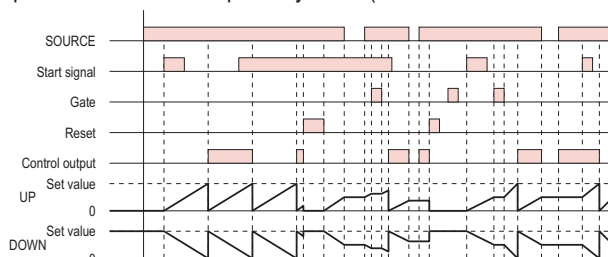 SOURCE
Start signal
Gate
Reset
Control output
Set value
UP
0
Set value
DOWN